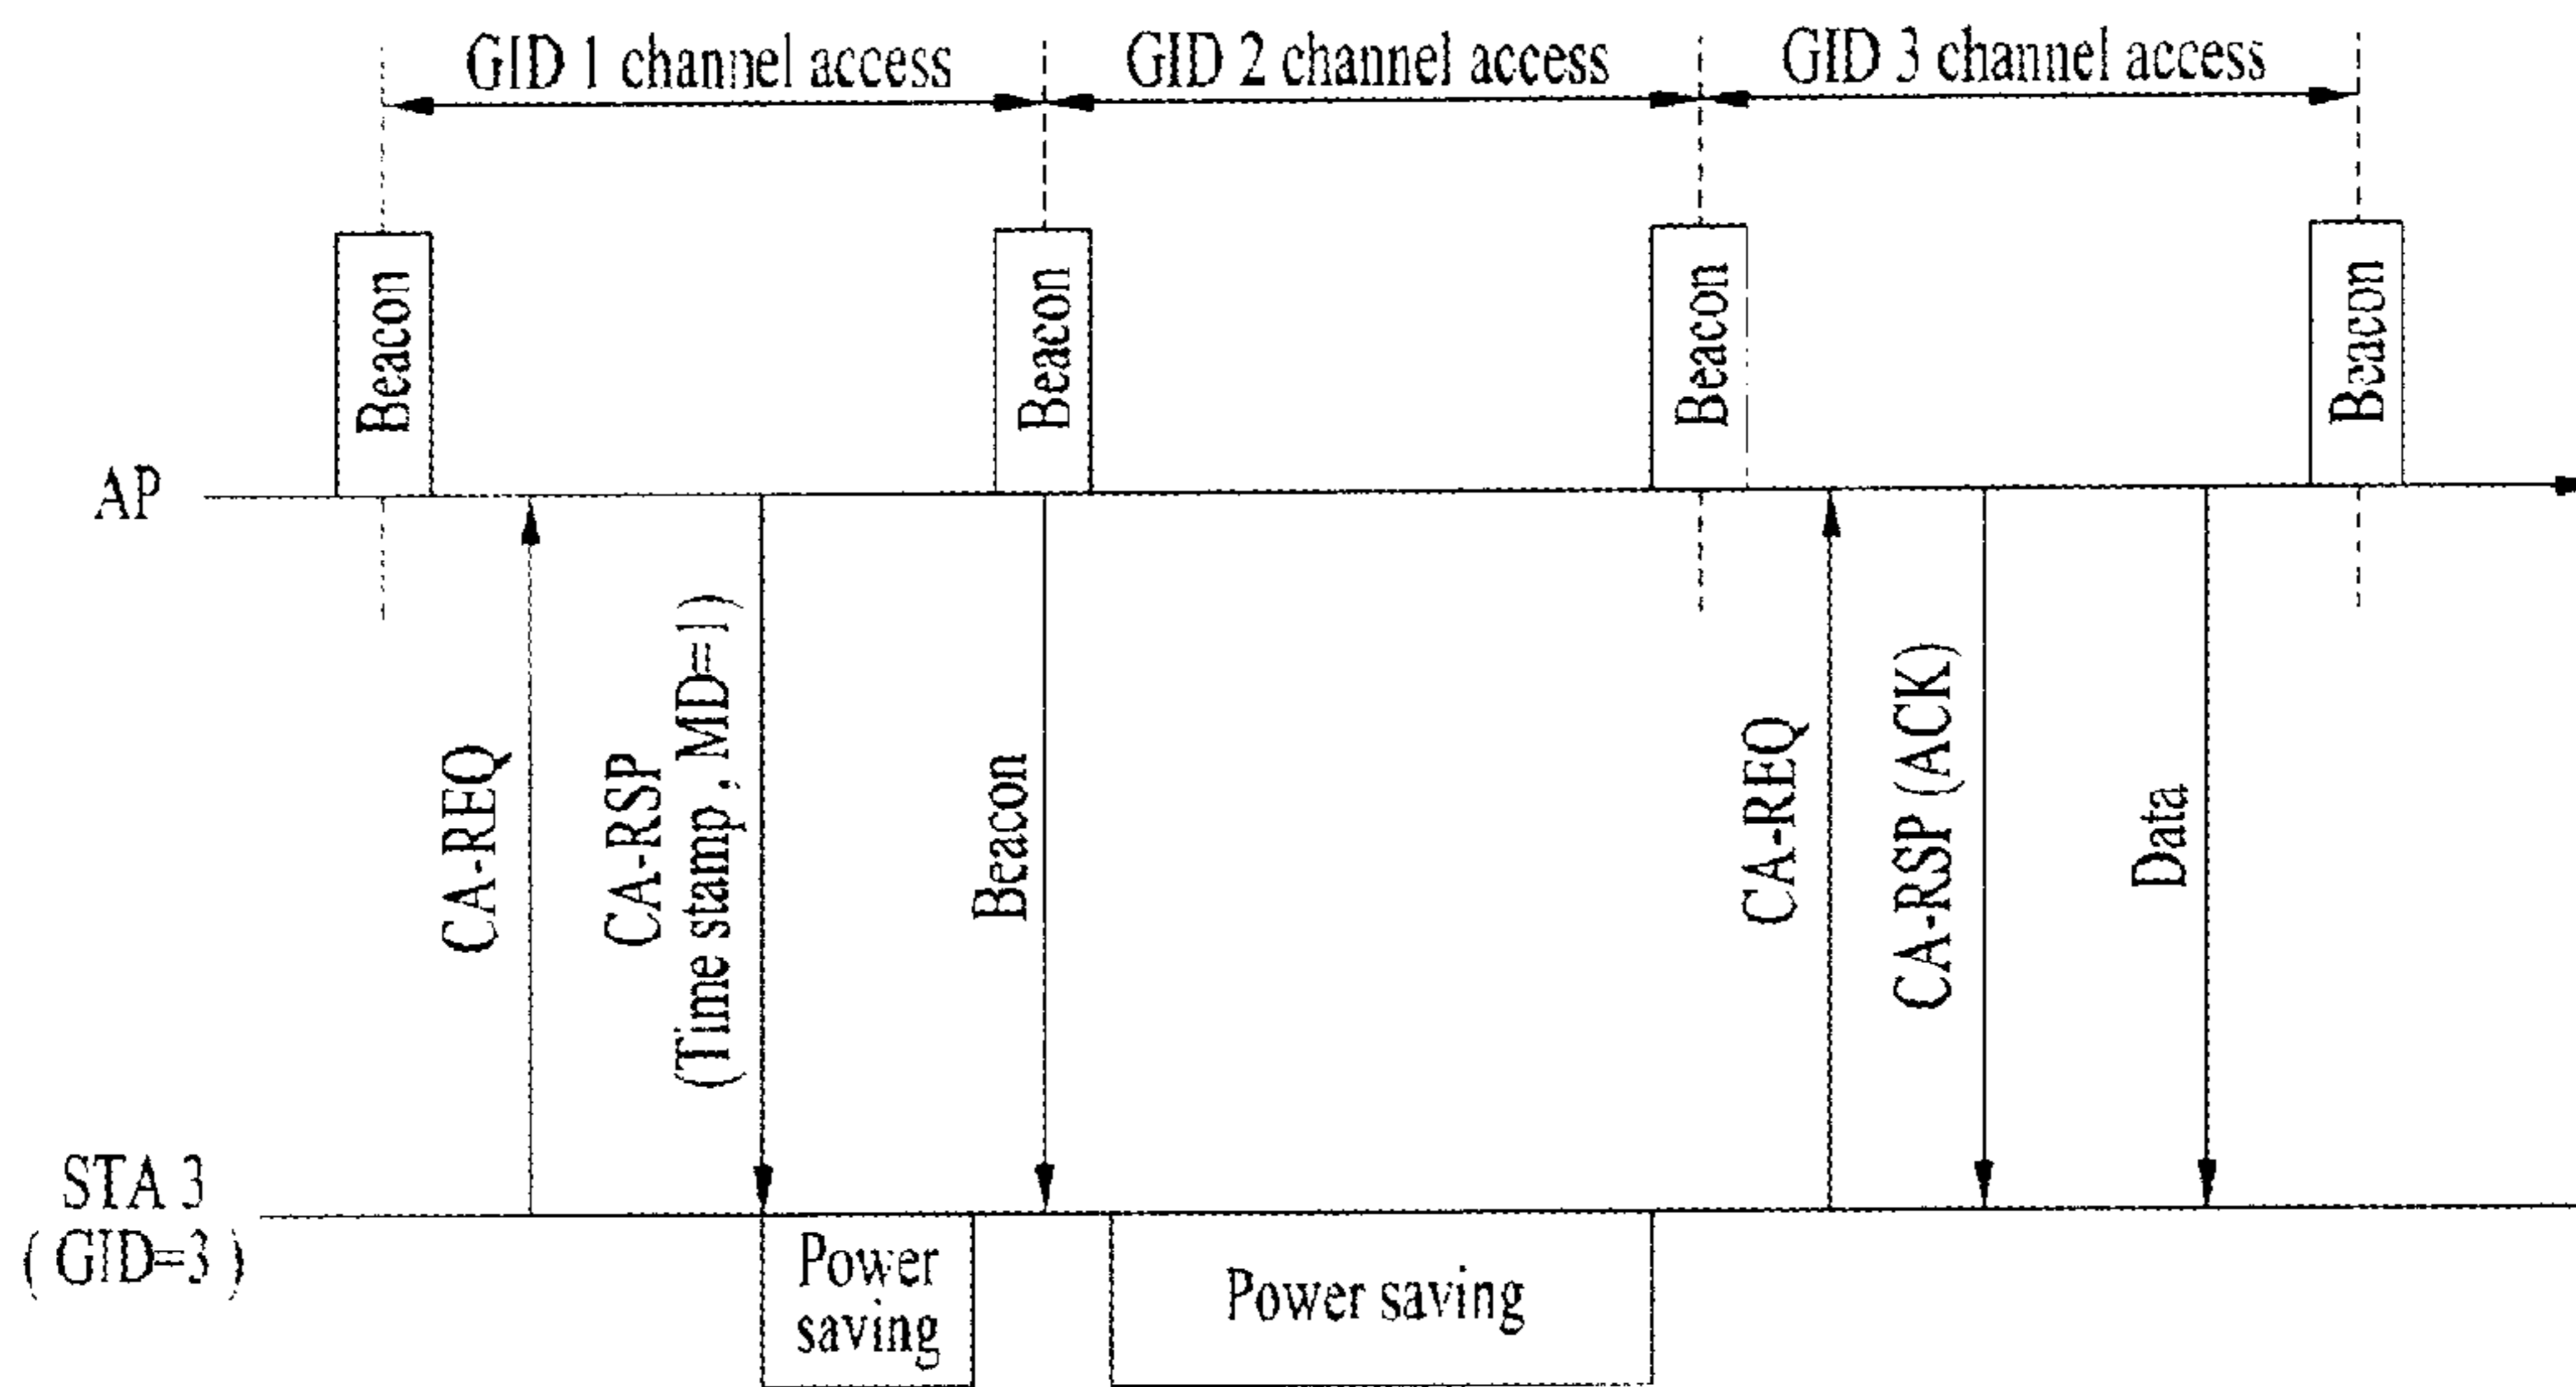 GID 1 channel access
GID 2 channel access
GID 3 channel access
Beacon
Beacon
Beacon
Beacon
AP
CA-REQ
CA-RSP
(Time stamp , MD=1)
Beacon
CA-REQ
CA-RSP (ACK)
Data
STA 3
( GID=3 )
Power
saving
Power saving